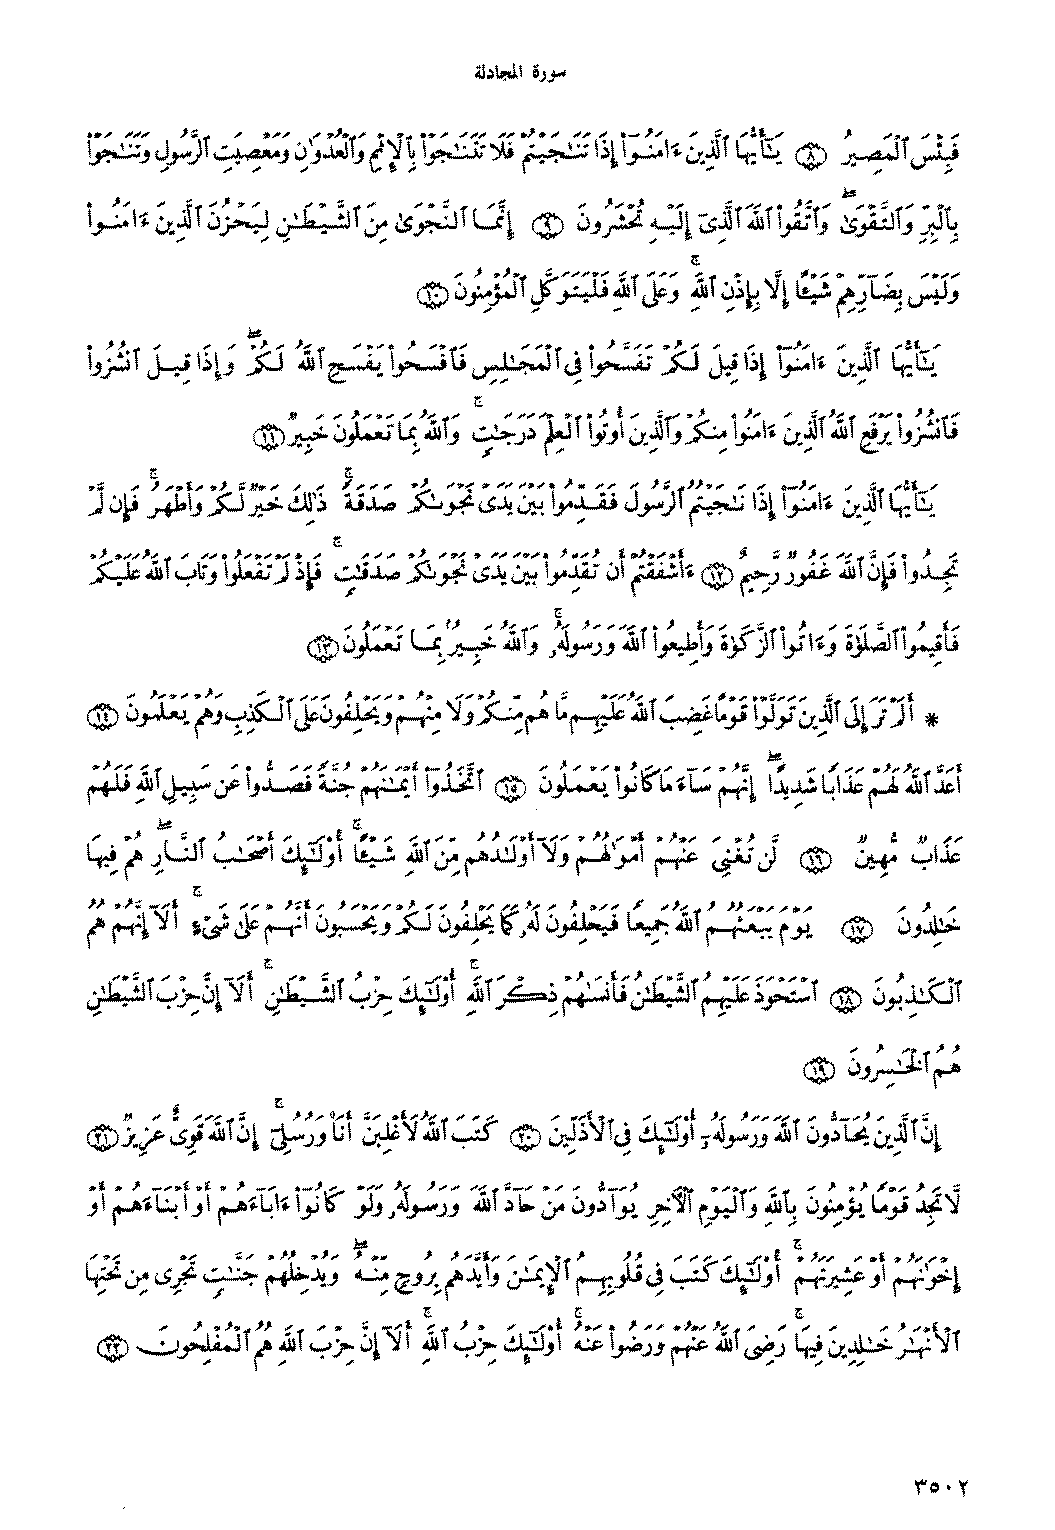 سورة المجادلة
فَبِئْسَ ٱلْمَصِيرُ ﴿٨﴾ يَـٰٓأَيُّهَا ٱلَّذِينَ ءَامَنُوٓا۟ إِذَا تَنَـٰجَيْتُمْ فَلَا تَتَنَـٰجَوْا۟ بِٱلْإِثْمِ وَٱلْعُدْوَٰنِ وَمَعْصِيَتِ ٱلرَّسُولِ وَتَنَـٰجَوْا۟
بِٱلْبِرِّ وَٱلتَّقْوَىٰ ۖ وَٱتَّقُوا۟ ٱللَّهَ ٱلَّذِىٓ إِلَيْهِ تُحْشَرُونَ ﴿٩﴾ إِنَّمَا ٱلنَّجْوَىٰ مِنَ ٱلشَّيْطَـٰنِ لِيَحْزُنَ ٱلَّذِينَ ءَامَنُوا۟
وَلَيْسَ بِضَآرِّهِمْ شَيْـًٔا إِلَّا بِإِذْنِ ٱللَّهِ ۚ وَعَلَى ٱللَّهِ فَلْيَتَوَكَّلِ ٱلْمُؤْمِنُونَ ﴿١٠﴾
يَـٰٓأَيُّهَا ٱلَّذِينَ ءَامَنُوٓا۟ إِذَا قِيلَ لَكُمْ تَفَسَّحُوا۟ فِى ٱلْمَجَـٰلِسِ فَٱفْسَحُوا۟ يَفْسَحِ ٱللَّهُ لَكُمْ ۖ وَإِذَا قِيلَ ٱنشُزُوا۟
فَٱنشُزُوا۟ يَرْفَعِ ٱللَّهُ ٱلَّذِينَ ءَامَنُوا۟ مِنكُمْ وَٱلَّذِينَ أُوتُوا۟ ٱلْعِلْمَ دَرَجَـٰتٍ ۚ وَٱللَّهُ بِمَا تَعْمَلُونَ خَبِيرٌ ﴿١١﴾
يَـٰٓأَيُّهَا ٱلَّذِينَ ءَامَنُوٓا۟ إِذَا نَـٰجَيْتُمُ ٱلرَّسُولَ فَقَدِّمُوا۟ بَيْنَ يَدَىْ نَجْوَىٰكُمْ صَدَقَةً ۚ ذَٰلِكَ خَيْرٌ لَّكُمْ وَأَطْهَرُ ۚ فَإِن لَّمْ
تَجِدُوا۟ فَإِنَّ ٱللَّهَ غَفُورٌ رَّحِيمٌ ﴿١٢﴾ ءَأَشْفَقْتُمْ أَن تُقَدِّمُوا۟ بَيْنَ يَدَىْ نَجْوَىٰكُمْ صَدَقَـٰتٍ ۚ فَإِذْ لَمْ تَفْعَلُوا۟ وَتَابَ ٱللَّهُ عَلَيْكُمْ
فَأَقِيمُوا۟ ٱلصَّلَوٰةَ وَءَاتُوا۟ ٱلزَّكَوٰةَ وَأَطِيعُوا۟ ٱللَّهَ وَرَسُولَهُۥ ۚ وَٱللَّهُ خَبِيرٌۢ بِمَا تَعْمَلُونَ ﴿١٣﴾
* أَلَمْ تَرَ إِلَى ٱلَّذِينَ تَوَلَّوْا۟ قَوْمًا غَضِبَ ٱللَّهُ عَلَيْهِم مَّا هُم مِّنكُمْ وَلَا مِنْهُمْ وَيَحْلِفُونَ عَلَى ٱلْكَذِبِ وَهُمْ يَعْلَمُونَ ﴿١٤﴾
أَعَدَّ ٱللَّهُ لَهُمْ عَذَابًا شَدِيدًا ۖ إِنَّهُمْ سَآءَ مَا كَانُوا۟ يَعْمَلُونَ ﴿١٥﴾ ٱتَّخَذُوٓا۟ أَيْمَـٰنَهُمْ جُنَّةً فَصَدُّوا۟ عَن سَبِيلِ ٱللَّهِ فَلَهُمْ
عَذَابٌ مُّهِينٌ ﴿١٦﴾ لَّن تُغْنِىَ عَنْهُمْ أَمْوَٰلُهُمْ وَلَآ أَوْلَـٰدُهُم مِّنَ ٱللَّهِ شَيْـًٔا ۚ أُو۟لَـٰٓئِكَ أَصْحَـٰبُ ٱلنَّارِ ۖ هُمْ فِيهَا
خَـٰلِدُونَ ﴿١٧﴾ يَوْمَ يَبْعَثُهُمُ ٱللَّهُ جَمِيعًا فَيَحْلِفُونَ لَهُۥ كَمَا يَحْلِفُونَ لَكُمْ وَيَحْسَبُونَ أَنَّهُمْ عَلَىٰ شَىْءٍ ۚ أَلَآ إِنَّهُمْ هُمُ
ٱلْكَـٰذِبُونَ ﴿١٨﴾ ٱسْتَحْوَذَ عَلَيْهِمُ ٱلشَّيْطَـٰنُ فَأَنسَىٰهُمْ ذِكْرَ ٱللَّهِ ۚ أُو۟لَـٰٓئِكَ حِزْبُ ٱلشَّيْطَـٰنِ ۚ أَلَآ إِنَّ حِزْبَ ٱلشَّيْطَـٰنِ
هُمُ ٱلْخَـٰسِرُونَ ﴿١٩﴾
إِنَّ ٱلَّذِينَ يُحَآدُّونَ ٱللَّهَ وَرَسُولَهُۥٓ أُو۟لَـٰٓئِكَ فِى ٱلْأَذَلِّينَ ﴿٢٠﴾ كَتَبَ ٱللَّهُ لَأَغْلِبَنَّ أَنَا۠ وَرُسُلِىٓ ۚ إِنَّ ٱللَّهَ قَوِىٌّ عَزِيزٌ ﴿٢١﴾
لَّا تَجِدُ قَوْمًا يُؤْمِنُونَ بِٱللَّهِ وَٱلْيَوْمِ ٱلْـَٔاخِرِ يُوَآدُّونَ مَنْ حَآدَّ ٱللَّهَ وَرَسُولَهُۥ وَلَوْ كَانُوٓا۟ ءَابَآءَهُمْ أَوْ أَبْنَآءَهُمْ أَوْ
إِخْوَٰنَهُمْ أَوْ عَشِيرَتَهُمْ ۚ أُو۟لَـٰٓئِكَ كَتَبَ فِى قُلُوبِهِمُ ٱلْإِيمَـٰنَ وَأَيَّدَهُم بِرُوحٍ مِّنْهُ ۖ وَيُدْخِلُهُمْ جَنَّـٰتٍ تَجْرِى مِن تَحْتِهَا
ٱلْأَنْهَـٰرُ خَـٰلِدِينَ فِيهَا ۚ رَضِىَ ٱللَّهُ عَنْهُمْ وَرَضُوا۟ عَنْهُ ۚ أُو۟لَـٰٓئِكَ حِزْبُ ٱللَّهِ ۚ أَلَآ إِنَّ حِزْبَ ٱللَّهِ هُمُ ٱلْمُفْلِحُونَ ﴿٢٢﴾
٣٥٠٢